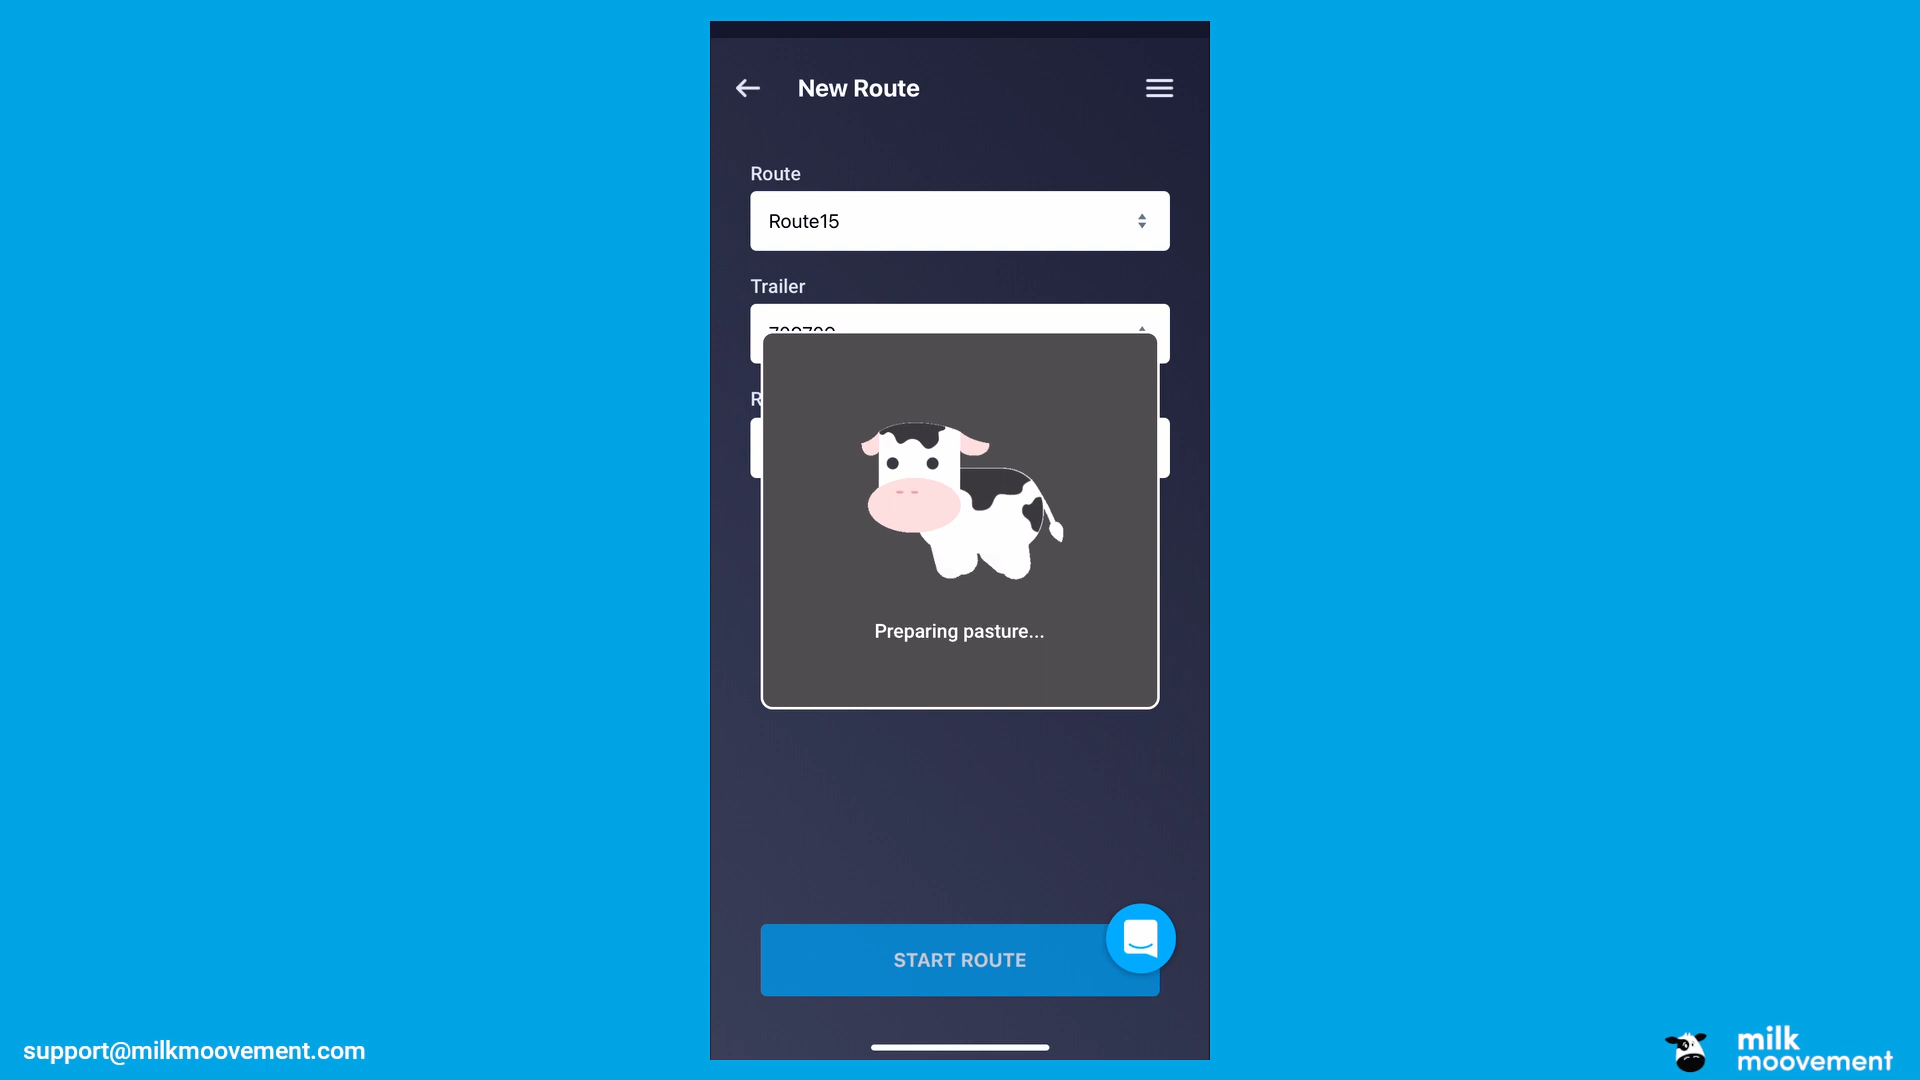 New Route
Route
Route15
Trailer
Preparing pasture...
START ROUTE
support@milkmoovement.com
milk
moovement